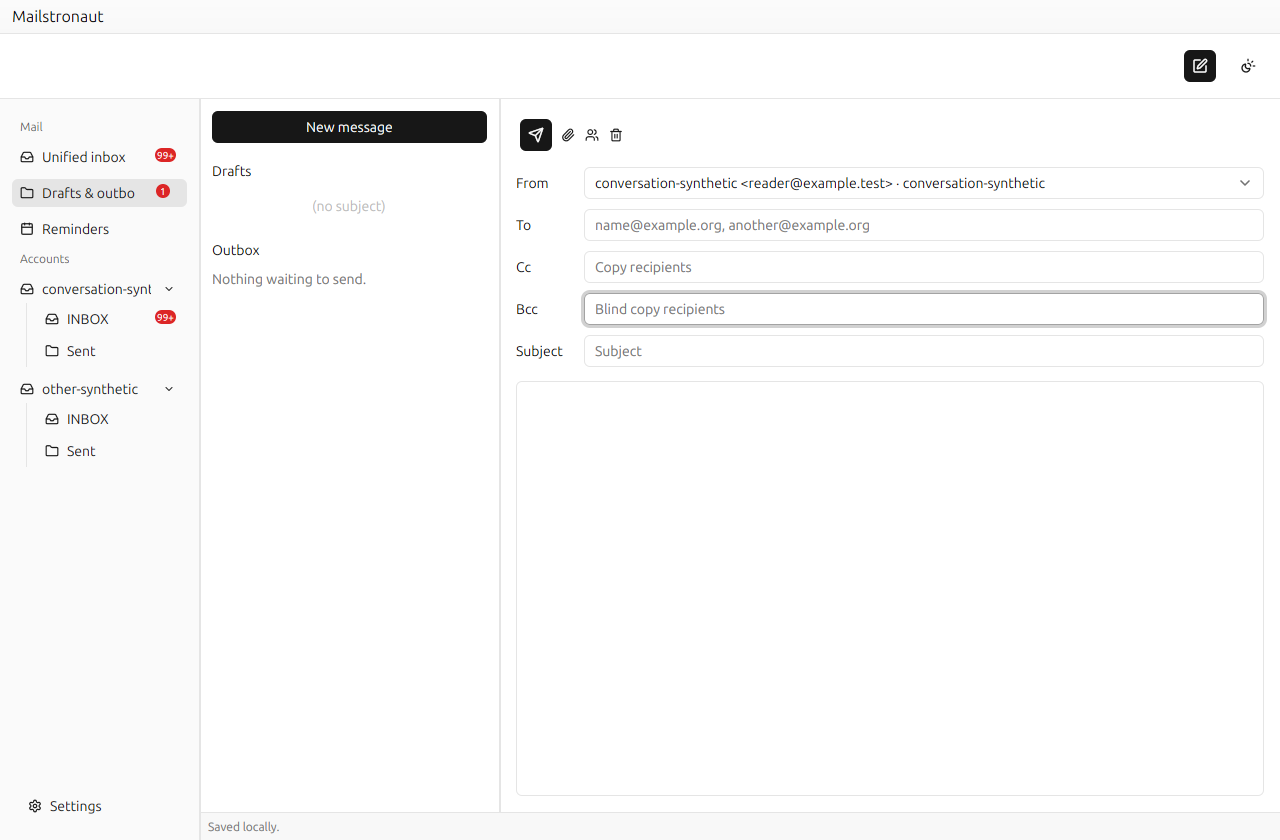 Mailstronaut
Mail
Unified inbox 99+
Drafts & outbo 1
Reminders
Accounts
conversation-synt
INBOX 99+
Sent
other-synthetic
INBOX
Sent
Settings
New message
Drafts
(no subject)
Outbox
Nothing waiting to send.
From conversation-synthetic <reader@example.test> · conversation-synthetic
To name@example.org, another@example.org
Cc Copy recipients
Bcc Blind copy recipients
Subject Subject
Saved locally.